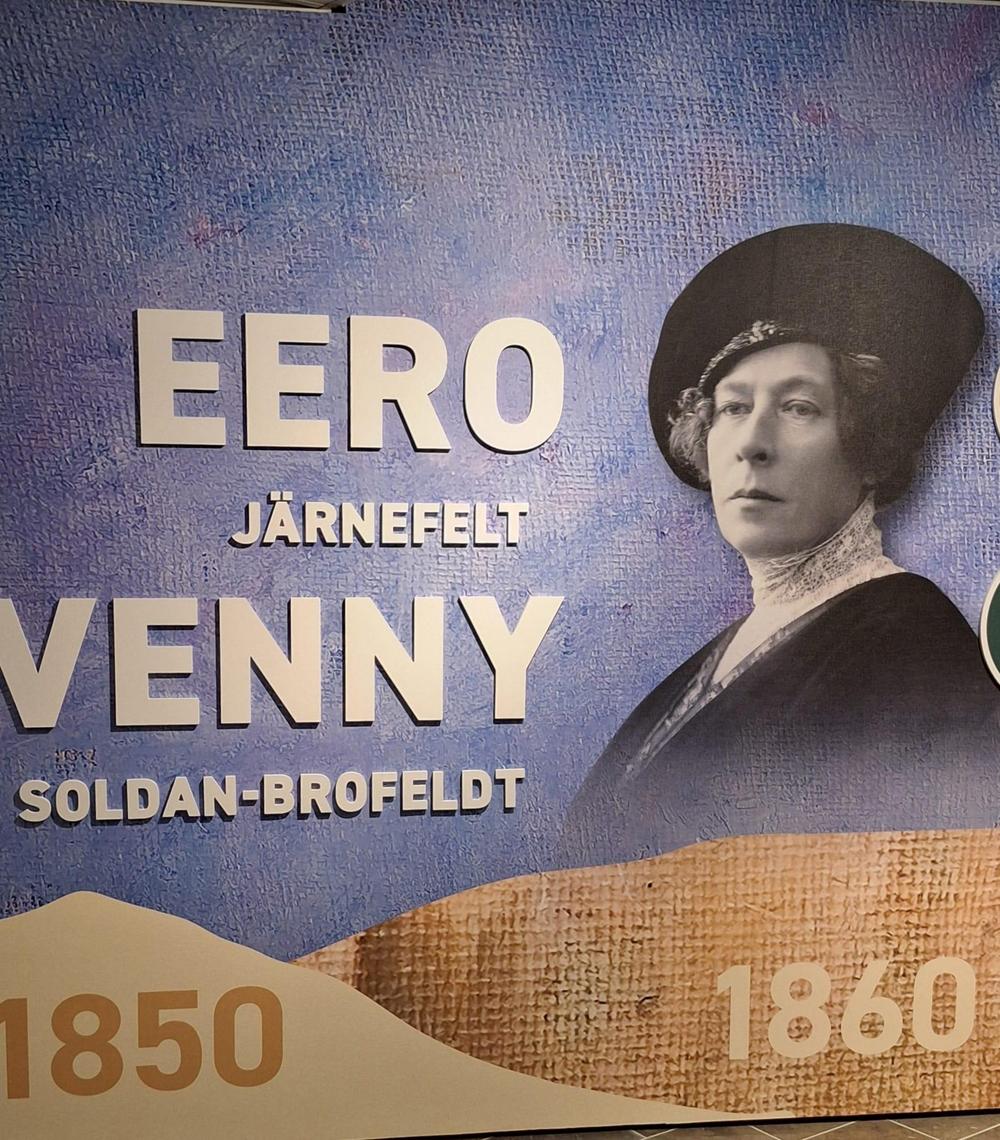 EERO
JÄRNEFELT
VENNY
SOLDAN-BROFELDT
1850
1860